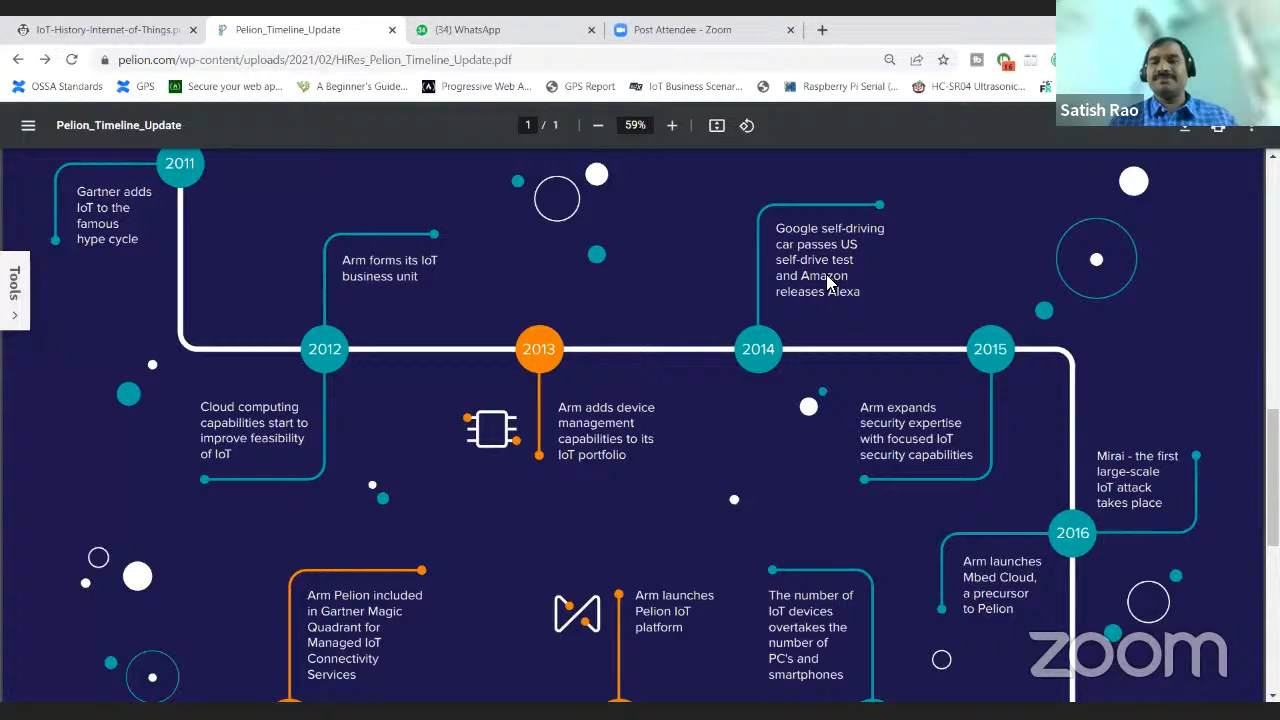 IoT-History-Internet-of-Things.p
Pelion_Timeline_Update
(34) WhatsApp
Post Attendee - Zoom
pelion.com/wp-content/uploads/2021/02/HiRes_Pelion_Timeline_Update.pdf
16
OSSA Standards
GPS
Secure your web ap...
A Beginner's Guide...
Progressive Web A...
GPS Report
IoT Business Scenar...
Raspberry Pi Serial (...
HC-SR04 Ultrasonic...
Satish Rao
Pelion_Timeline_Update
1 / 1
59%
Tools
2011
Gartner adds
IoT to the
famous
hype cycle
Arm forms its IoT
business unit
Google self-driving
car passes US
self-drive test
and Amazon
releases Alexa
2012
2013
2014
2015
Cloud computing
capabilities start to
improve feasibility
of IoT
Arm adds device
management
capabilities to its
IoT portfolio
Arm expands
security expertise
with focused IoT
security capabilities
Mirai - the first
large-scale
IoT attack
takes place
2016
Arm launches
Mbed Cloud,
a precursor
to Pelion
Arm Pelion included
in Gartner Magic
Quadrant for
Managed IoT
Connectivity
Services
Arm launches
Pelion IoT
platform
The number of
IoT devices
overtakes the
number of
PC's and
smartphones
zoom